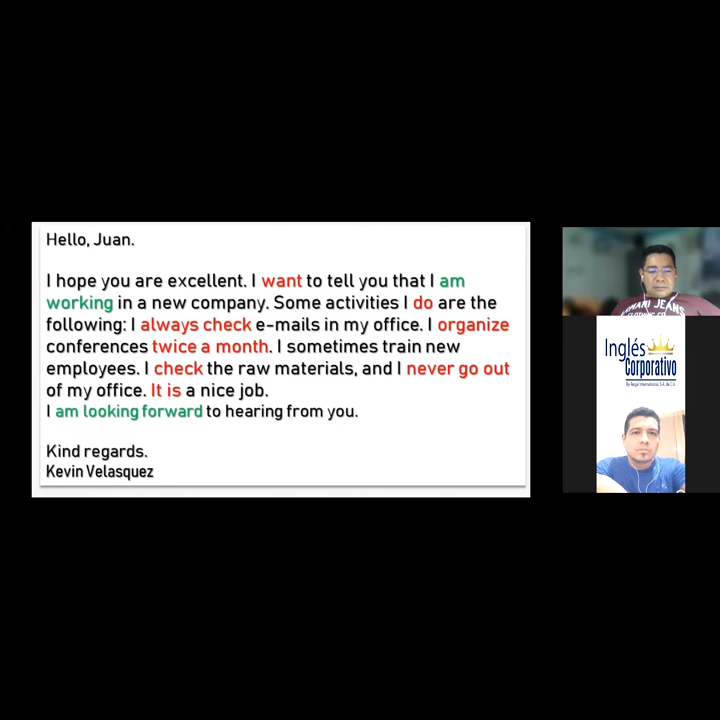 Hello, Juan.
I hope you are excellent. I want to tell you that I am
working in a new company. Some activities I do are the
following: I always check e-mails in my office. I organize
conferences twice a month. I sometimes train new
employees. I check the raw materials, and I never go out
of my office. It is a nice job.
I am looking forward to hearing from you.
Kind regards.
Kevin Velasquez
JEANS
Inglés
Corporativo